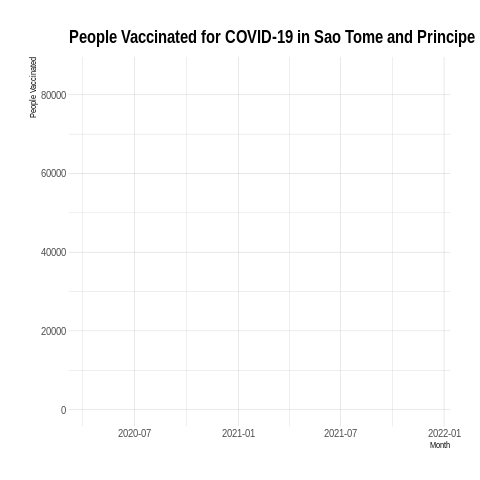 People Vaccinated for COVID-19 in Sao Tome and Principe
People Vaccinated
80000
60000
40000
20000
0
2020-07 2021-01 2021-07 2022-01
Month